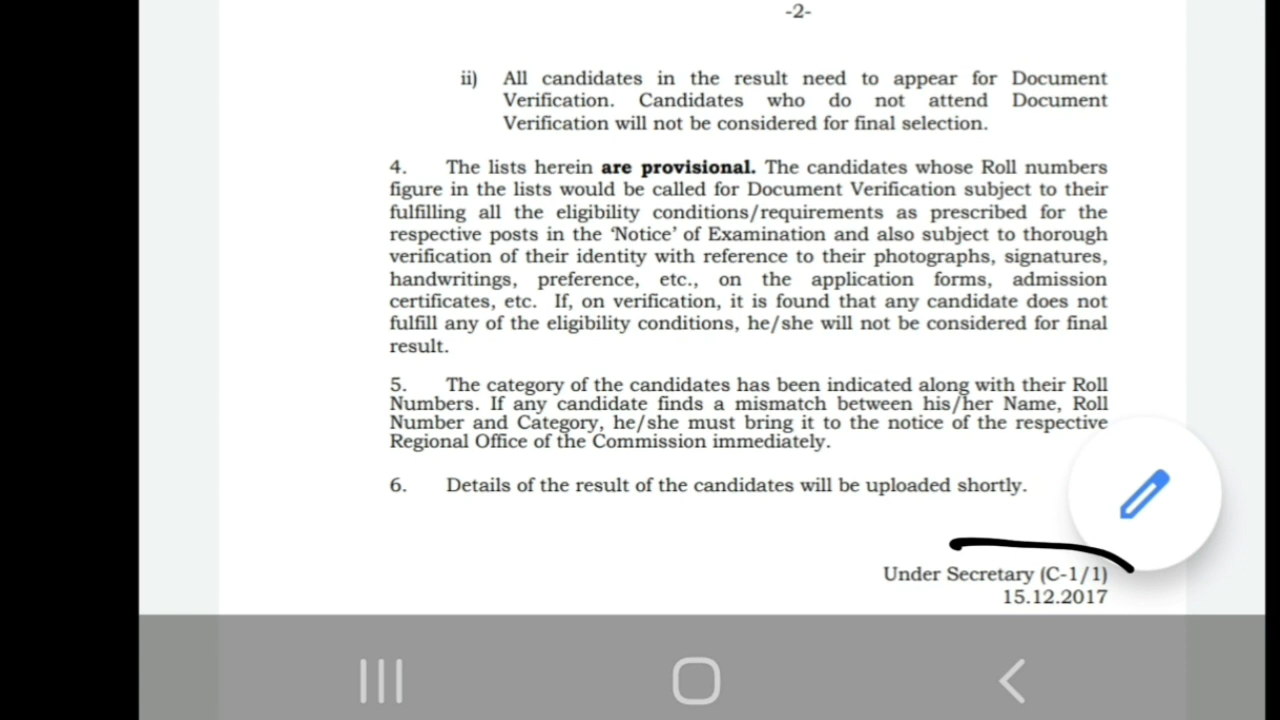 -2-
ii) All candidates in the result need to appear for Document
Verification. Candidates who do not attend Document
Verification will not be considered for final selection.
4. The lists herein are provisional. The candidates whose Roll numbers
figure in the lists would be called for Document Verification subject to their
fulfilling all the eligibility conditions/requirements as prescribed for the
respective posts in the 'Notice' of Examination and also subject to thorough
verification of their identity with reference to their photographs, signatures,
handwritings, preference, etc., on the application forms, admission
certificates, etc. If, on verification, it is found that any candidate does not
fulfill any of the eligibility conditions, he/she will not be considered for final
result.
5. The category of the candidates has been indicated along with their Roll
Numbers. If any candidate finds a mismatch between his/her Name, Roll
Number and Category, he/she must bring it to the notice of the respective
Regional Office of the Commission immediately.
6. Details of the result of the candidates will be uploaded shortly.
Under Secretary (C-1/1)
15.12.2017